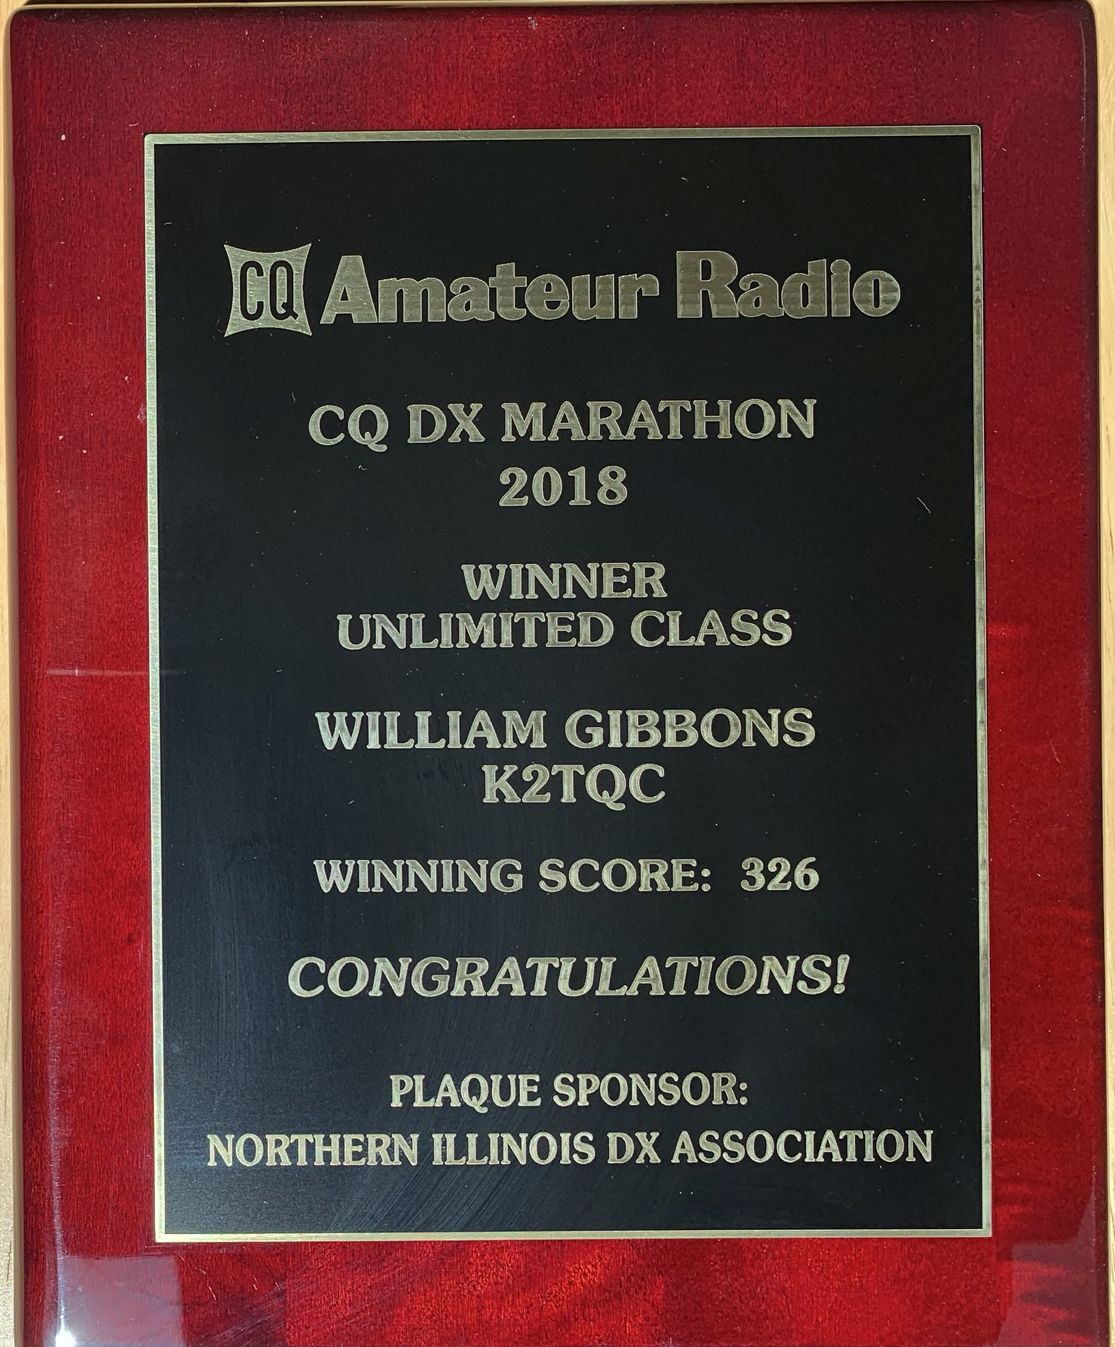 CQ Amateur Radio
CQ DX MARATHON
2018
WINNER
UNLIMITED CLASS
WILLIAM GIBBONS
K2TQC
WINNING SCORE: 326
CONGRATULATIONS!
PLAQUE SPONSOR:
NORTHERN ILLINOIS DX ASSOCIATION